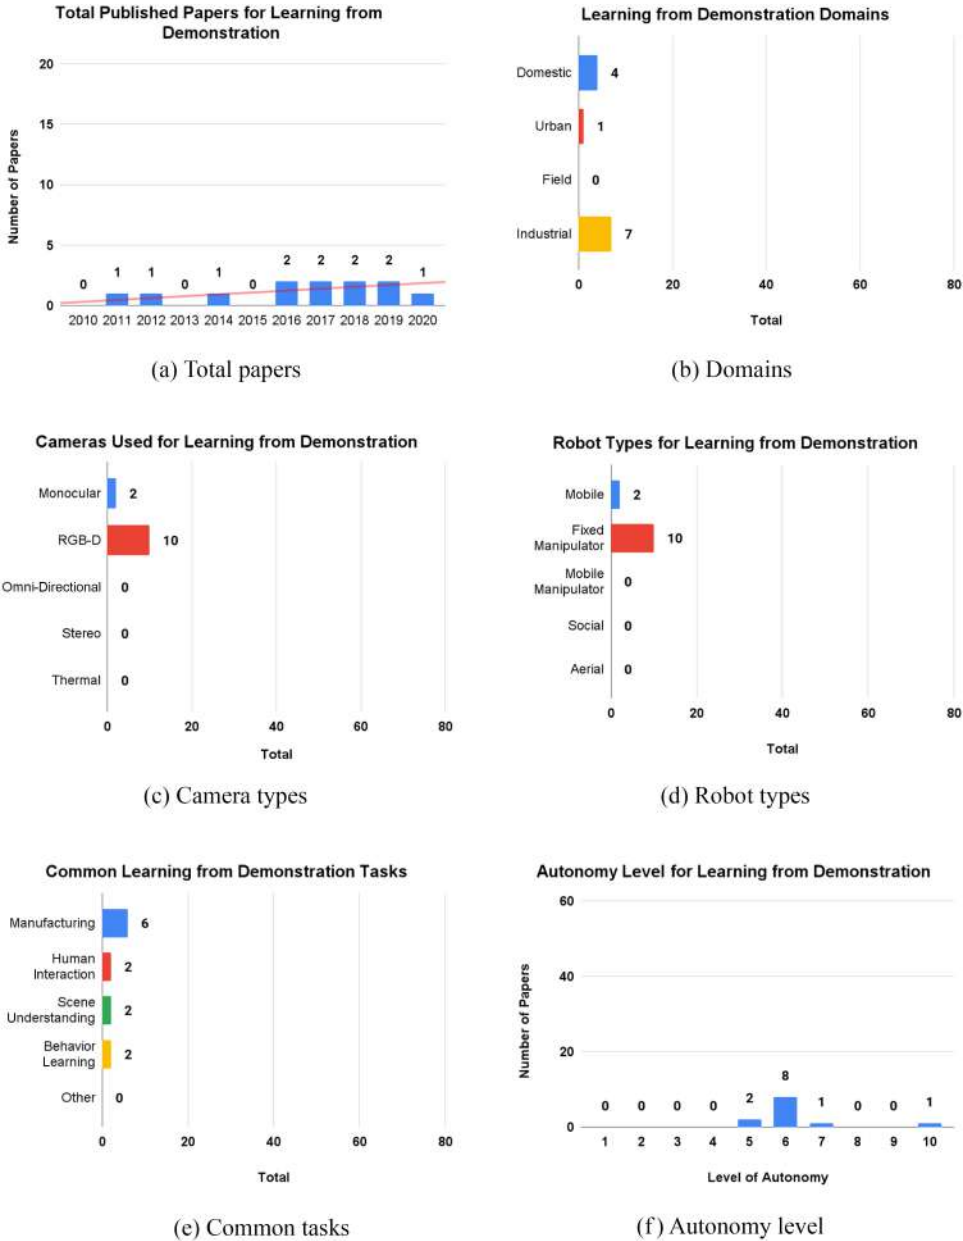 Total Published Papers for Learning from
Demonstration
Number of Papers
20
15
10
5
0
0 1 1 0 1 0 2 2 2 2 1
2010 2011 2012 2013 2014 2015 2016 2017 2018 2019 2020
(a) Total papers
Learning from Demonstration Domains
Domestic 4
Urban 1
Field 0
Industrial 7
0 20 40 60 80
Total
(b) Domains
Cameras Used for Learning from Demonstration
Monocular 2
RGB-D 10
Omni-Directional 0
Stereo 0
Thermal 0
0 20 40 60 80
Total
(c) Camera types
Robot Types for Learning from Demonstration
Mobile 2
Fixed
Manipulator 10
Mobile
Manipulator 0
Social 0
Aerial 0
0 20 40 60 80
Total
(d) Robot types
Common Learning from Demonstration Tasks
Manufacturing 6
Human
Interaction 2
Scene
Understanding 2
Behavior
Learning 2
Other 0
0 20 40 60 80
Total
(e) Common tasks
Autonomy Level for Learning from Demonstration
Number of Papers
60
40
20
0
0 0 0 0 2 8 1 0 0 1
1 2 3 4 5 6 7 8 9 10
Level of Autonomy
(f) Autonomy level